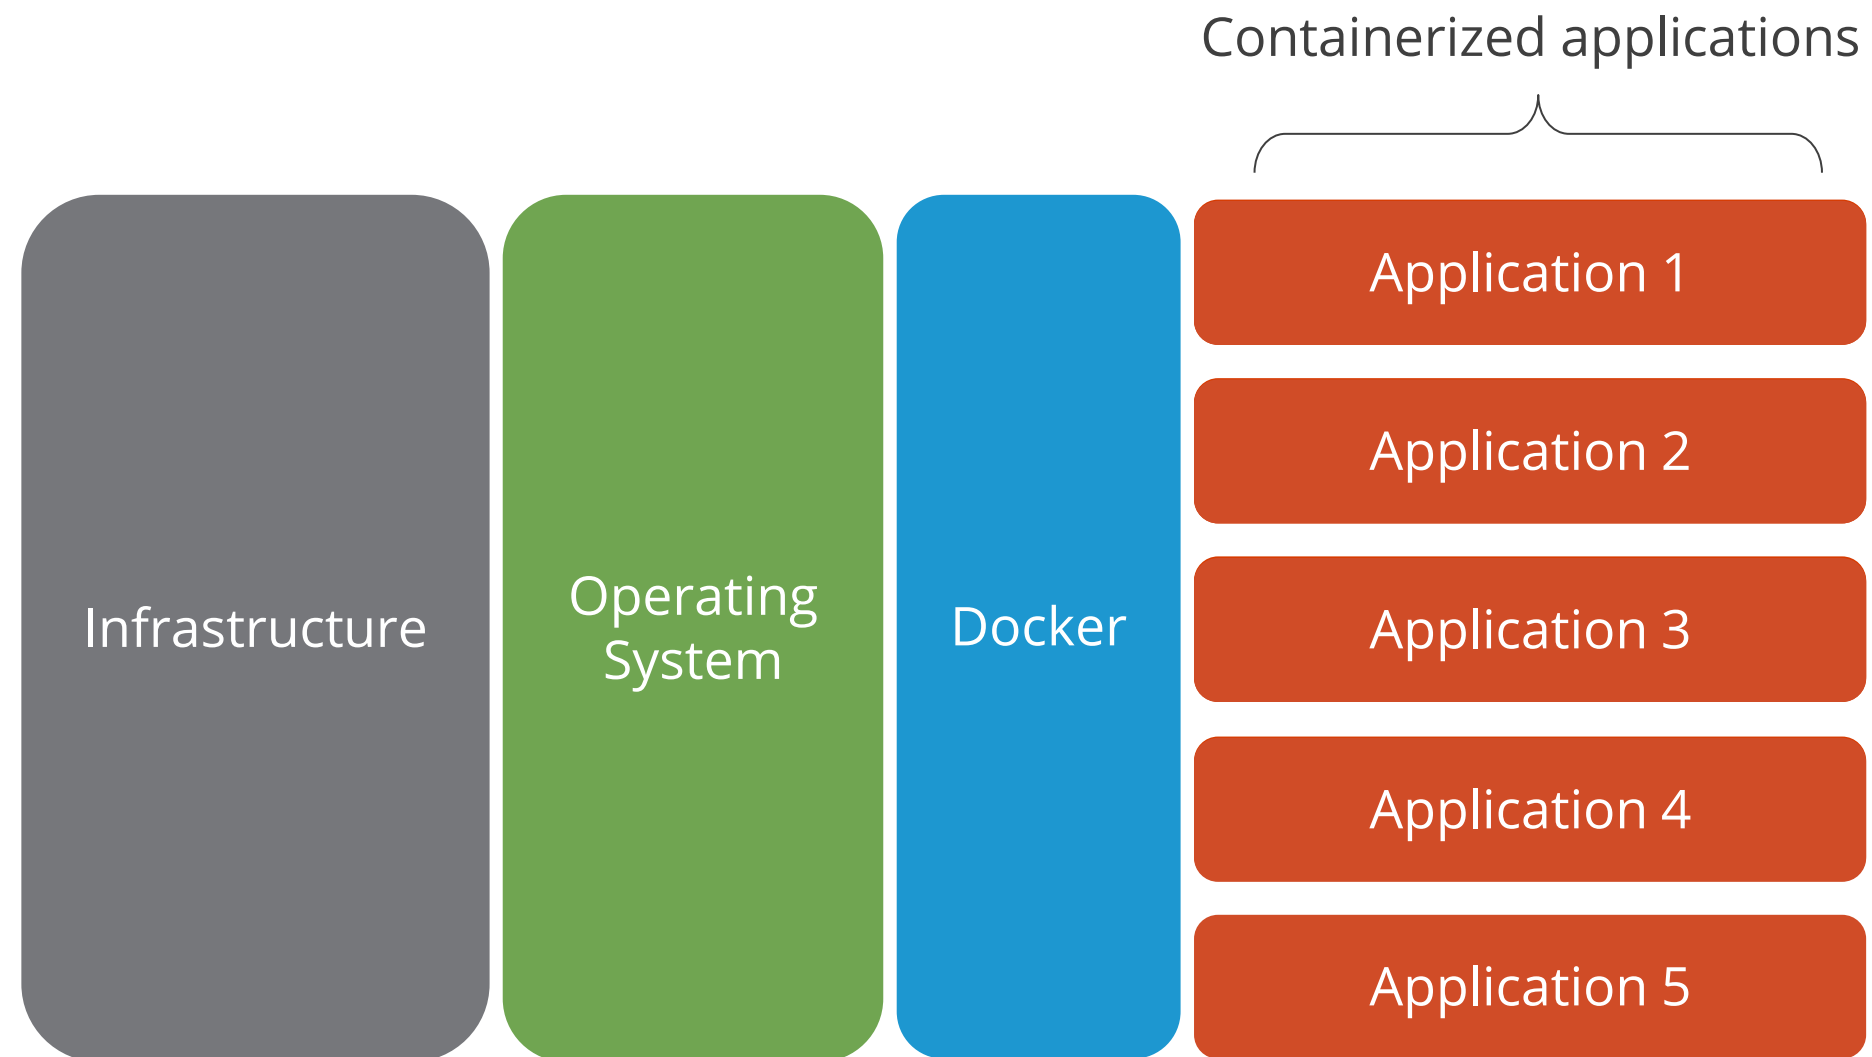 Containerized applications
Infrastructure
Operating
System
Docker
Application 1
Application 2
Application 3
Application 4
Application 5